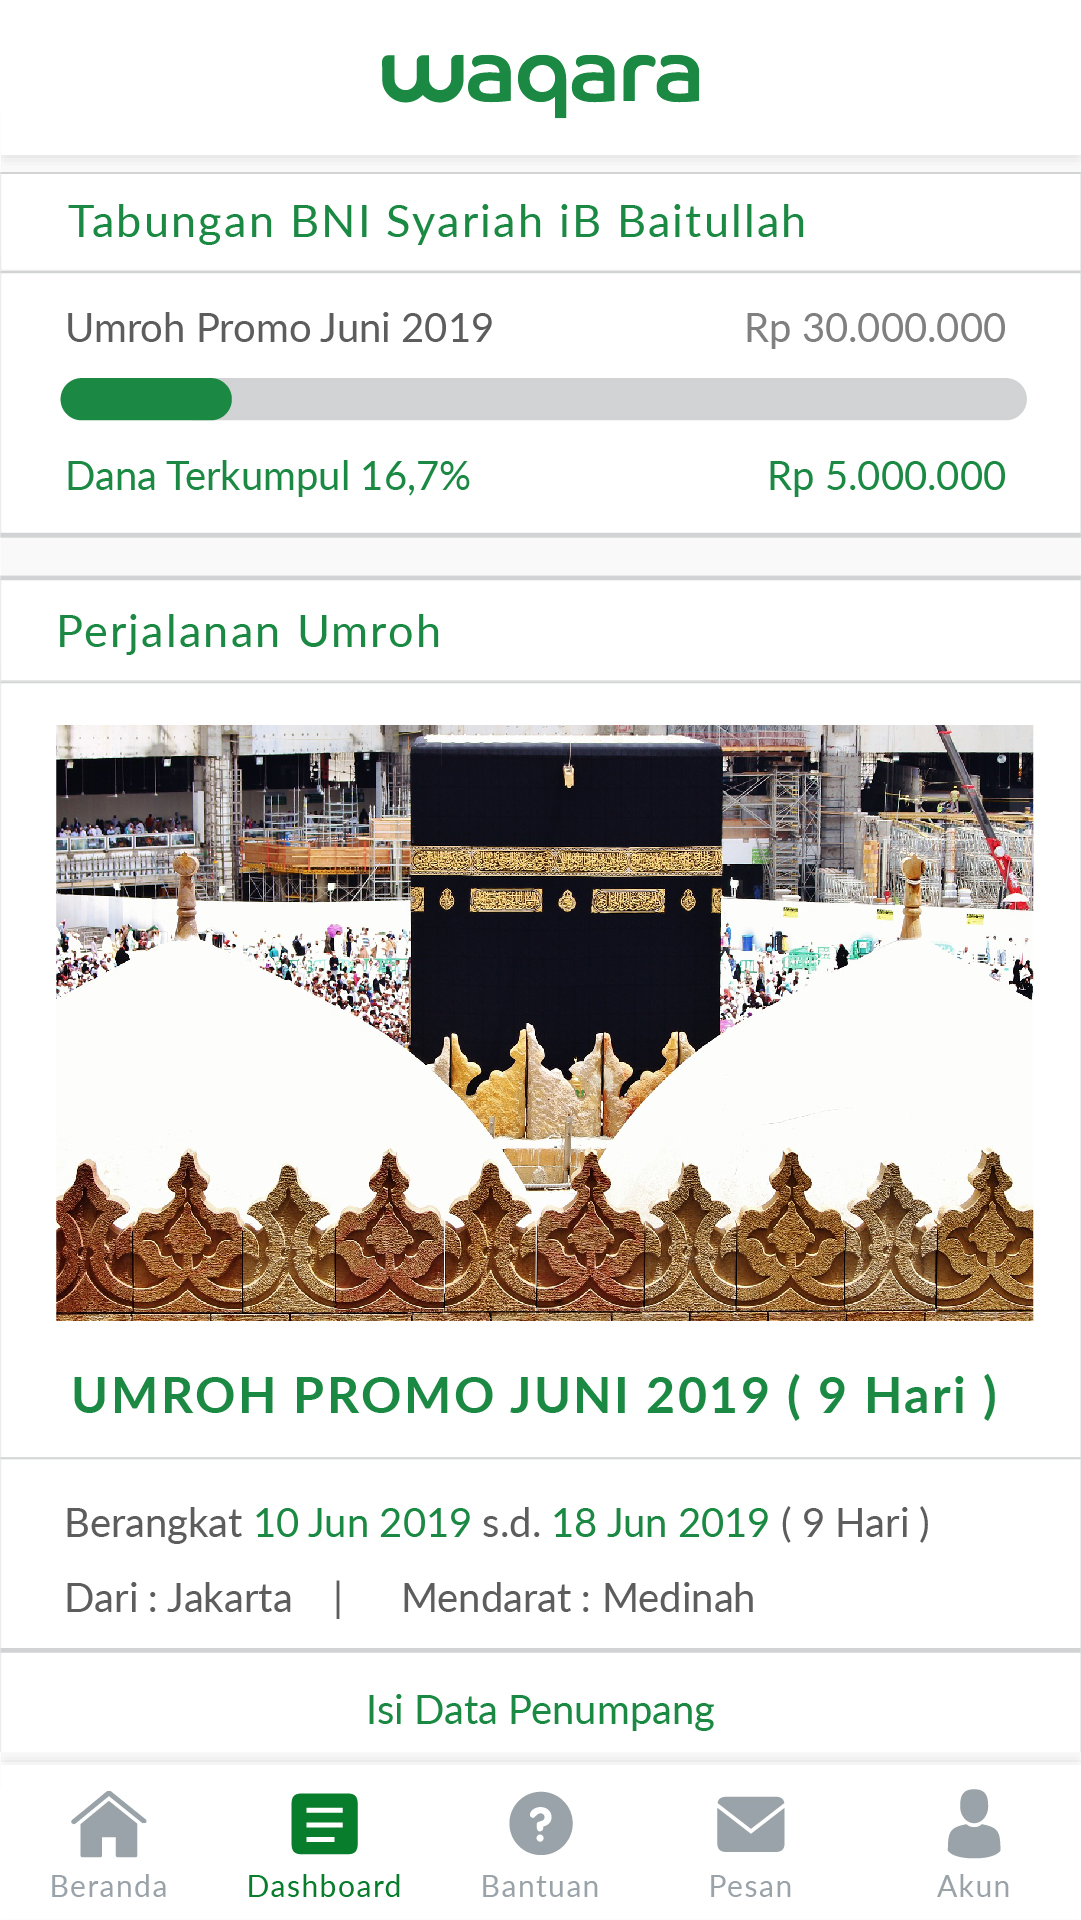 waqara
Tabungan BNI Syariah iB Baitullah
Umroh Promo Juni 2019 Rp 30.000.000
Dana Terkumpul 16,7% Rp 5.000.000
Perjalanan Umroh
UMROH PROMO JUNI 2019 ( 9 Hari )
Berangkat 10 Jun 2019 s.d. 18 Jun 2019 ( 9 Hari )
Dari : Jakarta | Mendarat : Medinah
Isi Data Penumpang
Beranda Dashboard Bantuan Pesan Akun